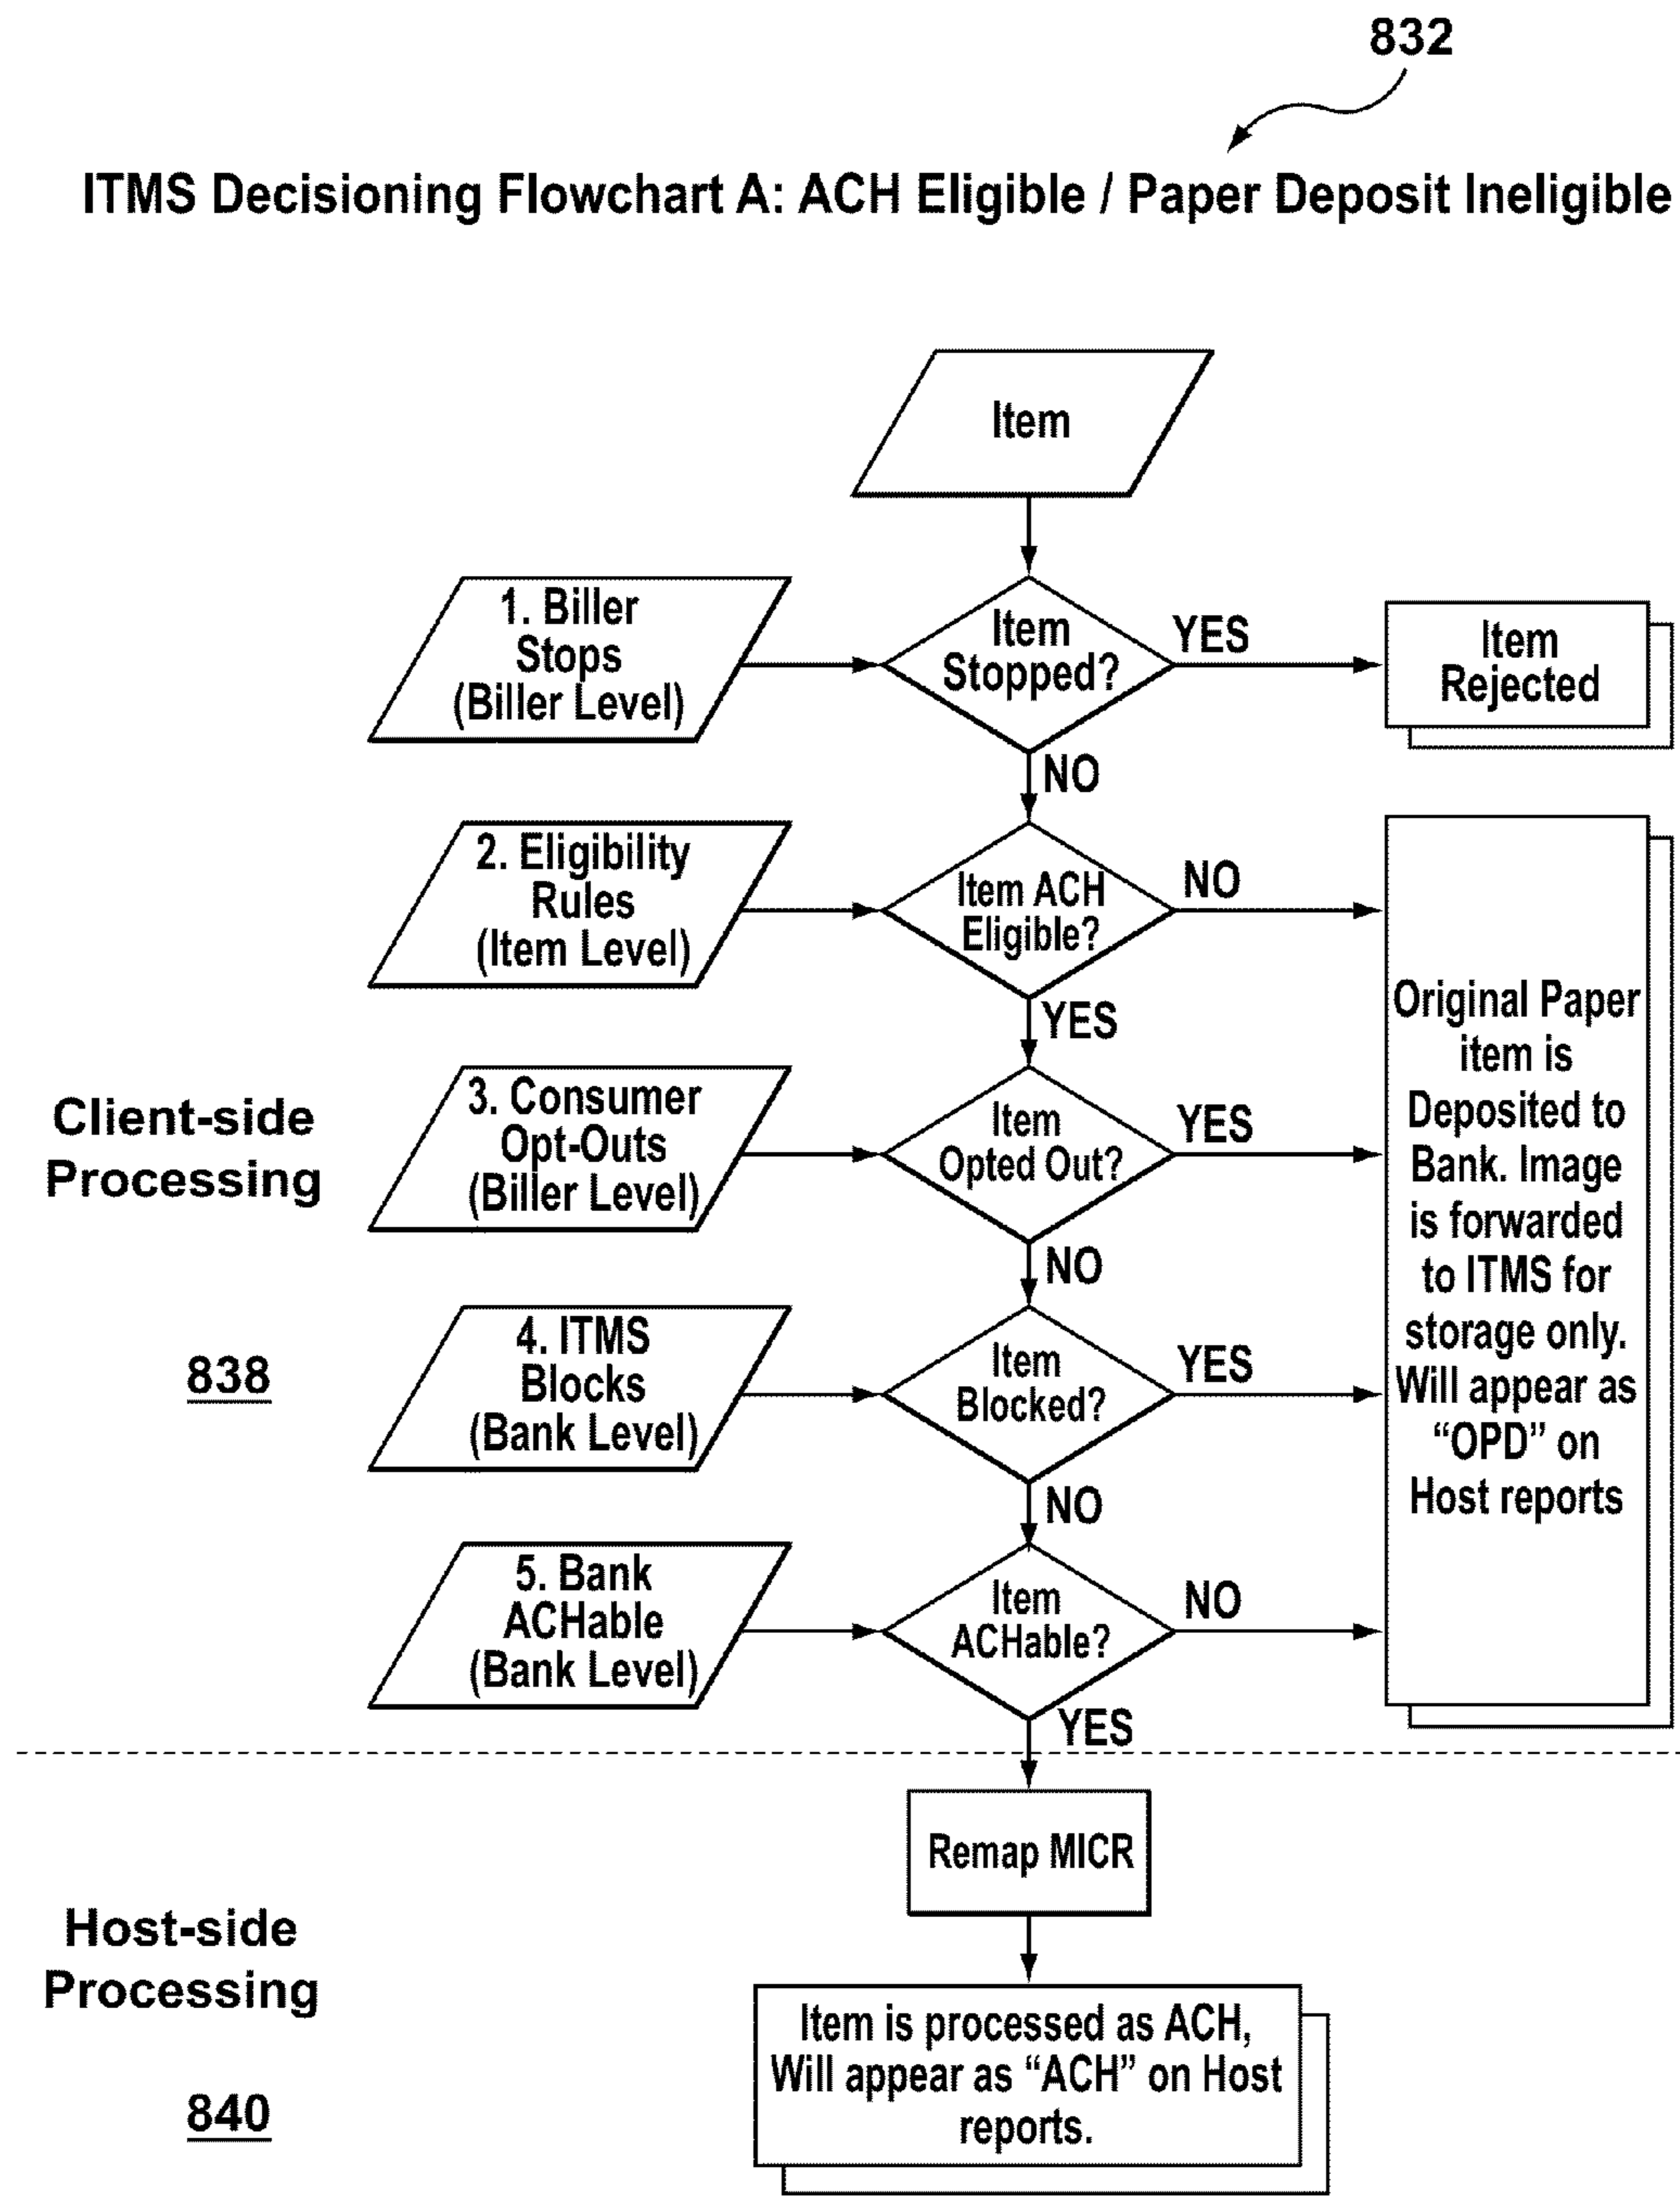 832
ITMS Decisioning Flowchart A: ACH Eligible / Paper Deposit Ineligible
Item
1. Biller
Stops
(Biller Level)
Item
Stopped?
YES
Item
Rejected
NO
2. Eligibility
Rules
(Item Level)
Item ACH
Eligible?
NO
YES
Original Paper
item is
Deposited to
Bank. Image
is forwarded
to ITMS for
storage only.
Will appear as
“OPD” on
Host reports
Client-side
Processing
838
3. Consumer
Opt-Outs
(Biller Level)
Item
Opted Out?
YES
NO
4. ITMS
Blocks
(Bank Level)
Item
Blocked?
YES
NO
5. Bank
ACHable
(Bank Level)
Item
ACHable?
NO
YES
Remap MICR
Host-side
Processing
840
Item is processed as ACH,
Will appear as “ACH” on Host
reports.